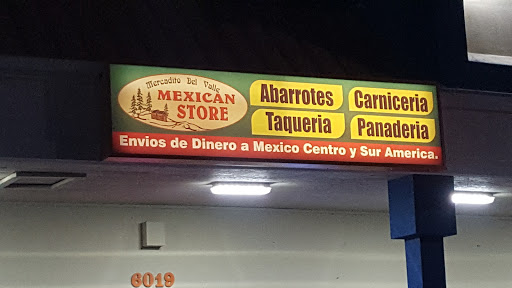 Mercadito Del Valle
MEXICAN
STORE
Abarrotes
Carniceria
Taqueria
Panaderia
Envios de Dinero a Mexico Centro y Sur America.
6019